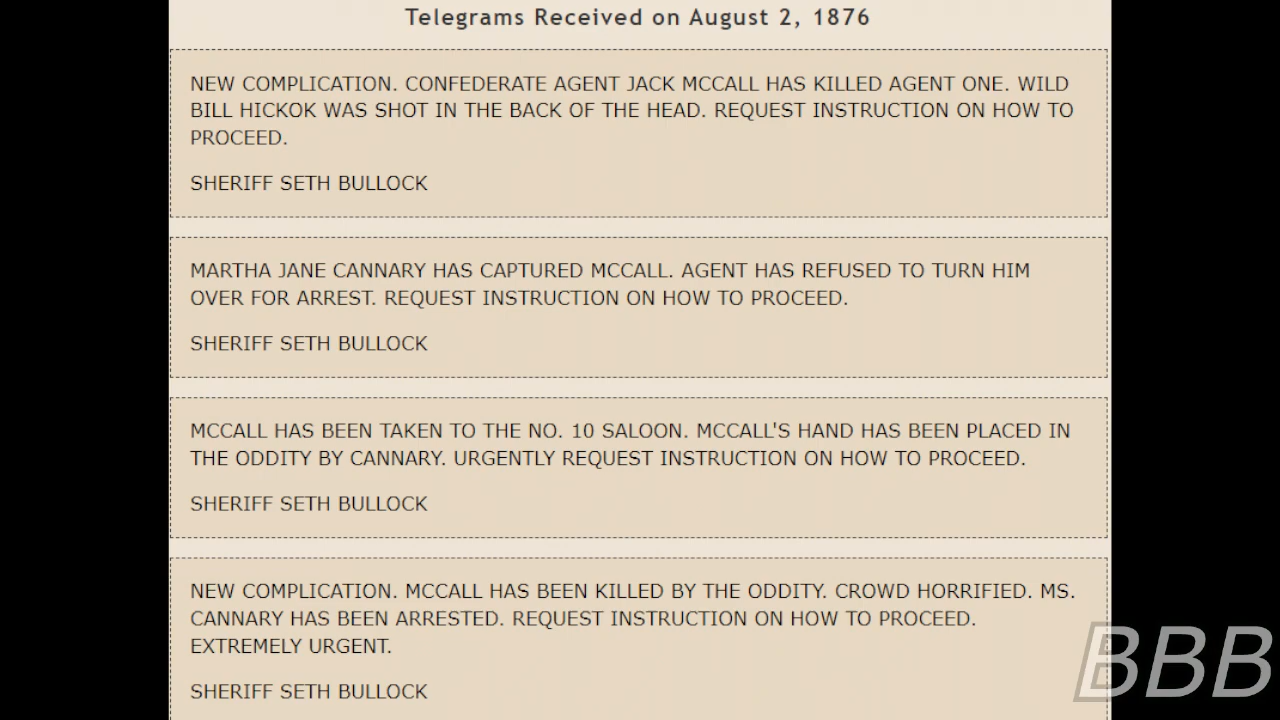 Telegrams Received on August 2, 1876
NEW COMPLICATION. CONFEDERATE AGENT JACK MCCALL HAS KILLED AGENT ONE. WILD
BILL HICKOK WAS SHOT IN THE BACK OF THE HEAD. REQUEST INSTRUCTION ON HOW TO
PROCEED.
SHERIFF SETH BULLOCK
MARTHA JANE CANNARY HAS CAPTURED MCCALL. AGENT HAS REFUSED TO TURN HIM
OVER FOR ARREST. REQUEST INSTRUCTION ON HOW TO PROCEED.
SHERIFF SETH BULLOCK
MCCALL HAS BEEN TAKEN TO THE NO. 10 SALOON. MCCALL'S HAND HAS BEEN PLACED IN
THE ODDITY BY CANNARY. URGENTLY REQUEST INSTRUCTION ON HOW TO PROCEED.
SHERIFF SETH BULLOCK
NEW COMPLICATION. MCCALL HAS BEEN KILLED BY THE ODDITY. CROWD HORRIFIED. MS.
CANNARY HAS BEEN ARRESTED. REQUEST INSTRUCTION ON HOW TO PROCEED.
EXTREMELY URGENT.
SHERIFF SETH BULLOCK
BBB